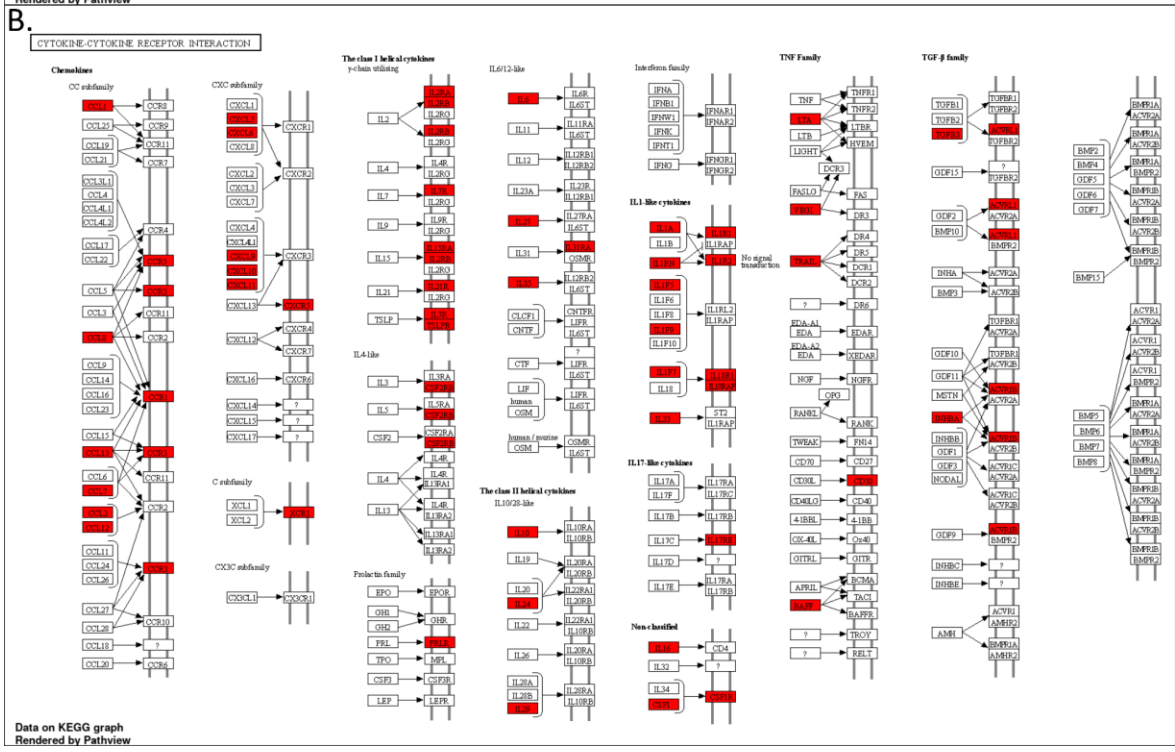 Rendered by Pathview
B.
CYTOKINE-CYTOKINE RECEPTOR INTERACTION
Chemokines
CC subfamily
CCL1
CCR8
CCL25
CCR9
CCL19
CCR11
CCL21
CCR7
CCL3L1
CCL4
CCL4L1
CCL4L2
CCR4
CCL17
CCL22
CCL5
CCR11
CCL3
CCR2
CCL9
CCL14
CCL16
CCL23
CCL15
CCL6
CCR11
CCR2
CCL11
CCL24
CCL26
CCL27
CCR10
CCL28
CCL18
?
CCL20
CCR6
CXC subfamily
CXCL1
CXCL6
CXCL8
CXCR1
CXCL2
CXCL3
CXCL7
CXCR2
CXCL4
CXCL4L1
CXCL9
CXCL10
CXCL11
CXCR3
CXCL13
CXCL12
CXCR4
CXCR7
CXCL16
CXCR6
CXCL14
?
CXCL15
?
CXCL17
?
C subfamily
XCL1
XCL2
XCR1
CX3C subfamily
CX3CL1
CX3CR1
The class I helical cytokines
γ-chain utilising
IL2
IL2RA
IL2RB
IL2RG
IL2RB
IL2RG
IL4
IL4R
IL2RG
IL7
IL7R
IL2RG
IL9
IL9R
IL2RG
IL15
IL15RA
IL2RB
IL2RG
IL21
IL21R
IL2RG
TSLP
IL7R
TSLPR
IL4-like
IL3
IL3RA
CSF2RB
IL5
IL5RA
CSF2RB
CSF2
CSF2RA
CSF2RB
IL4
IL4R
IL2RG
IL4R
IL13RA1
IL13
IL4R
IL13RA2
IL13RA1
IL13RA2
Prolactin family
EPO
EPOR
GH1
GH2
GHR
PRL
PRLR
TPO
MPL
CSF3
CSF3R
LEP
LEPR
IL6/12-like
IL6
IL6R
IL6ST
IL11
IL11RA
IL6ST
IL12
IL12RB1
IL12RB2
IL23A
IL23R
IL12RB1
IL27
IL27RA
IL6ST
IL31
IL31RA
OSMR
IL12RB2
IL6ST
CLCF1
CNTF
CNTFR
LIFR
IL6ST
CTF
?
LIFR
IL6ST
LIF
human
OSM
LIFR
IL6ST
human / murine
OSM
OSMR
IL6ST
The class II helical cytokines
IL10/28-like
IL10
IL10RA
IL10RB
IL19
IL20RA
IL20RB
IL20
IL24
IL22RA1
IL20RB
IL22
IL22RA1
IL10RB
IL26
IL20RA
IL10RB
IL28A
IL28B
IL29
IL28RA
IL10RB
Interferon family
IFNA
IFNB1
IFNW1
IFNK
IFNT1
IFNAR1
IFNAR2
IFNG
IFNGR1
IFNGR2
IL1-like cytokines
IL1A
IL1B
IL1RN
IL1R1
IL1RAP
IL1R2
No signal
transduction
IL1F5
IL1F6
IL1F8
IL1F9
IL1F10
IL1RL2
IL1RAP
IL1F7
IL18
IL18R1
IL18RAP
IL33
ST2
IL1RAP
IL17-like cytokines
IL17A
IL17F
IL17RA
IL17RC
IL17B
IL17RB
IL17C
IL17D
?
IL17E
IL17RA
IL17RB
Non-classified
IL16
CD4
IL32
?
IL34
CSF1
CSF1R
TNF Family
TNF
TNFR1
TNFR2
LTA
LTB
LTBR
LIGHT
HVEM
DCR3
FASLG
FAS
VEGI
DR3
TRAIL
DR4
DR5
DCR1
DCR2
?
DR6
EDA-A1
EDA
EDAR
EDA-A2
EDA
XEDAR
NGF
NGFR
OPG
RANKL
RANK
TWEAK
FN14
CD70
CD27
CD30L
CD30
CD40LG
CD40
4-1BBL
4-1BB
OX-40L
Ox40
GITRL
GITR
APRIL
BCMA
TACI
BAFF
BAFFR
?
TROY
?
RELT
TGF-β family
TGFB1
TGFB2
TGFB3
TGFBR1
TGFBR2
ACVRL1
TGFBR2
GDF15
?
TGFBR2
GDF2
BMP10
ACVRL1
ACVR2A
ACVRL1
BMPR2
INHA
ACVR2A
BMP3
ACVR2B
GDF10
GDF11
MSTN
INHBA
TGFBR1
ACVR2A
TGFBR1
ACVR2B
ACVR1B
ACVR2A
ACVR1B
ACVR2B
INHBB
GDF1
GDF3
NODAL
ACVR1C
ACVR2A
ACVR1C
ACVR2B
GDF9
BMPR2
INHBC
?
INHBE
?
AMH
ACVR1
AMHR2
BMPR1A
AMHR2
BMP2
BMP4
GDF5
GDF6
GDF7
BMP15
BMPR1A
ACVR2A
BMPR1A
ACVR2B
BMPR1A
BMPR2
BMPR1B
ACVR2A
BMPR1B
BMPR2
BMP5
BMP6
BMP7
BMP8
ACVR1
ACVR2A
ACVR1
ACVR2B
ACVR1
BMPR2
BMPR1A
ACVR2A
BMPR1A
ACVR2B
BMPR1A
BMPR2
BMPR1B
ACVR2A
BMPR1B
ACVR2B
BMPR1B
BMPR2
Data on KEGG graph
Rendered by Pathview